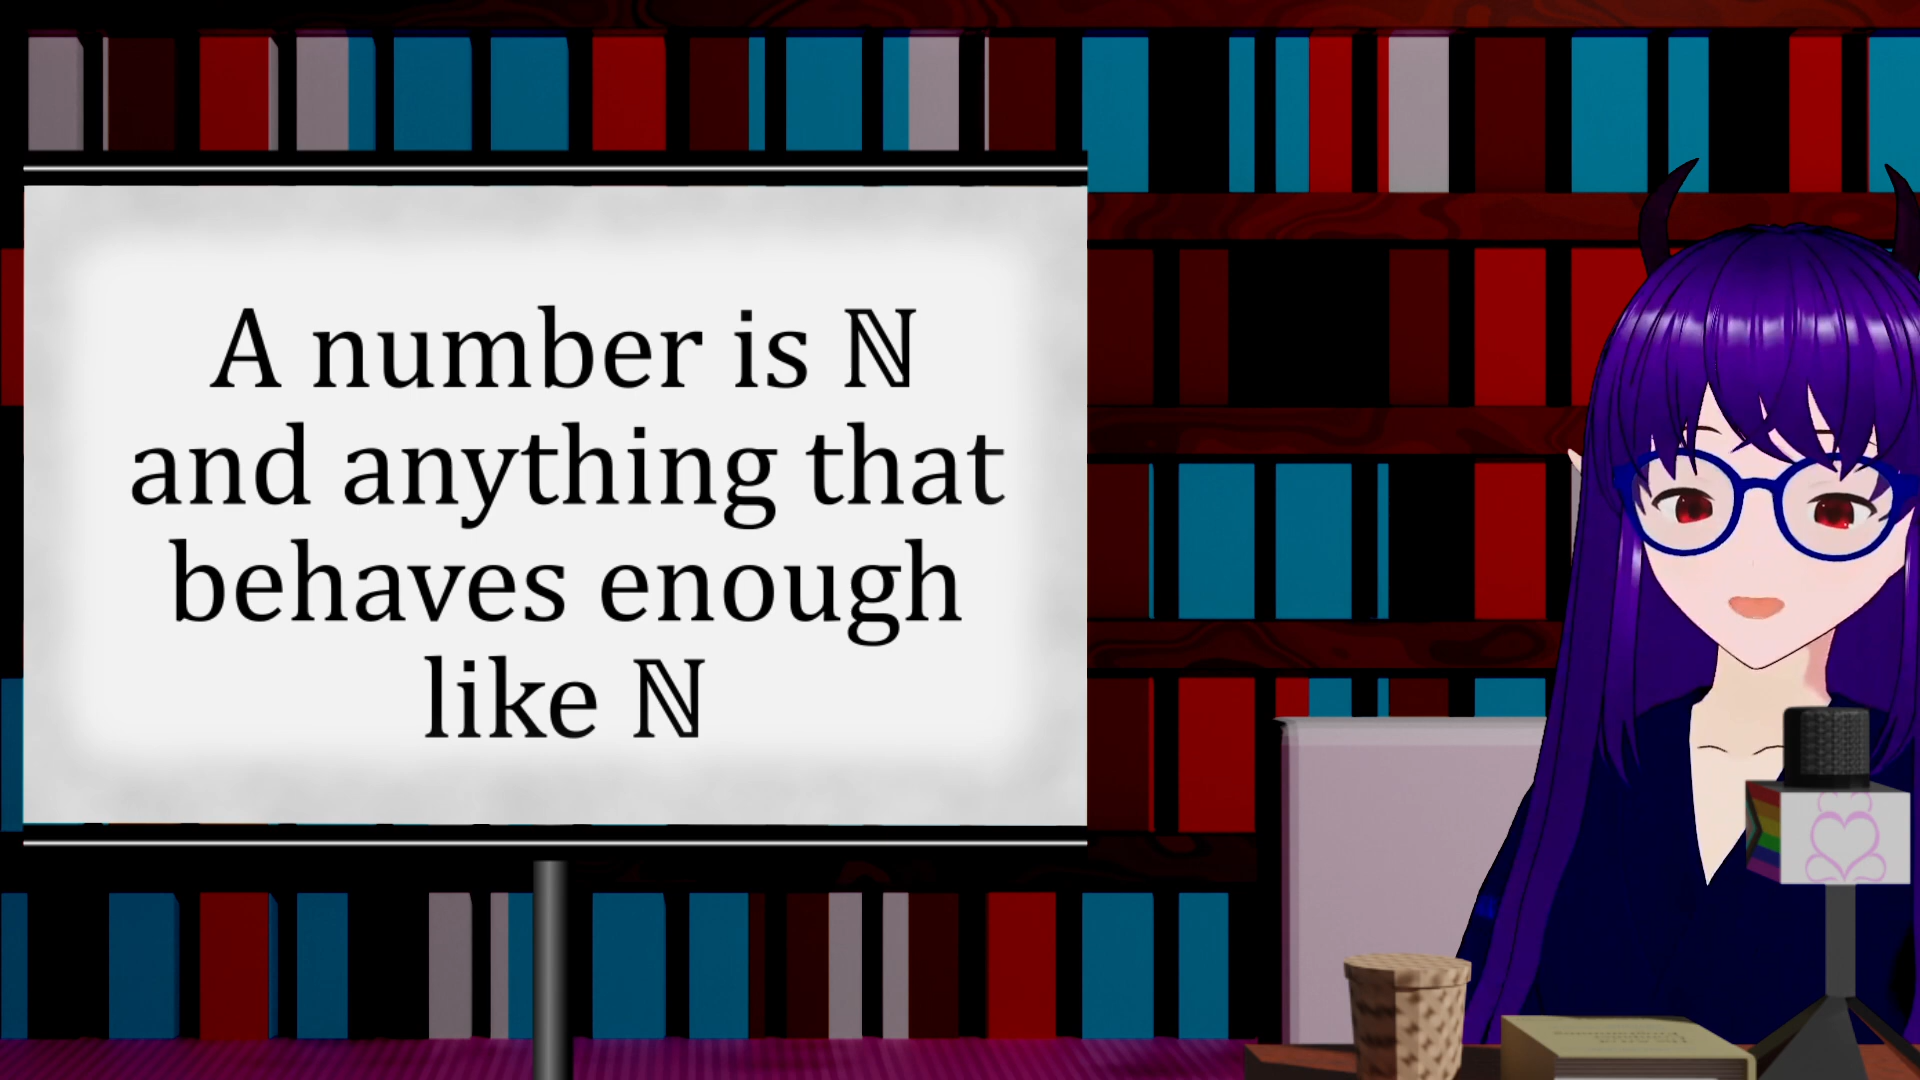 A number is ℕ
and anything that
behaves enough
like ℕ